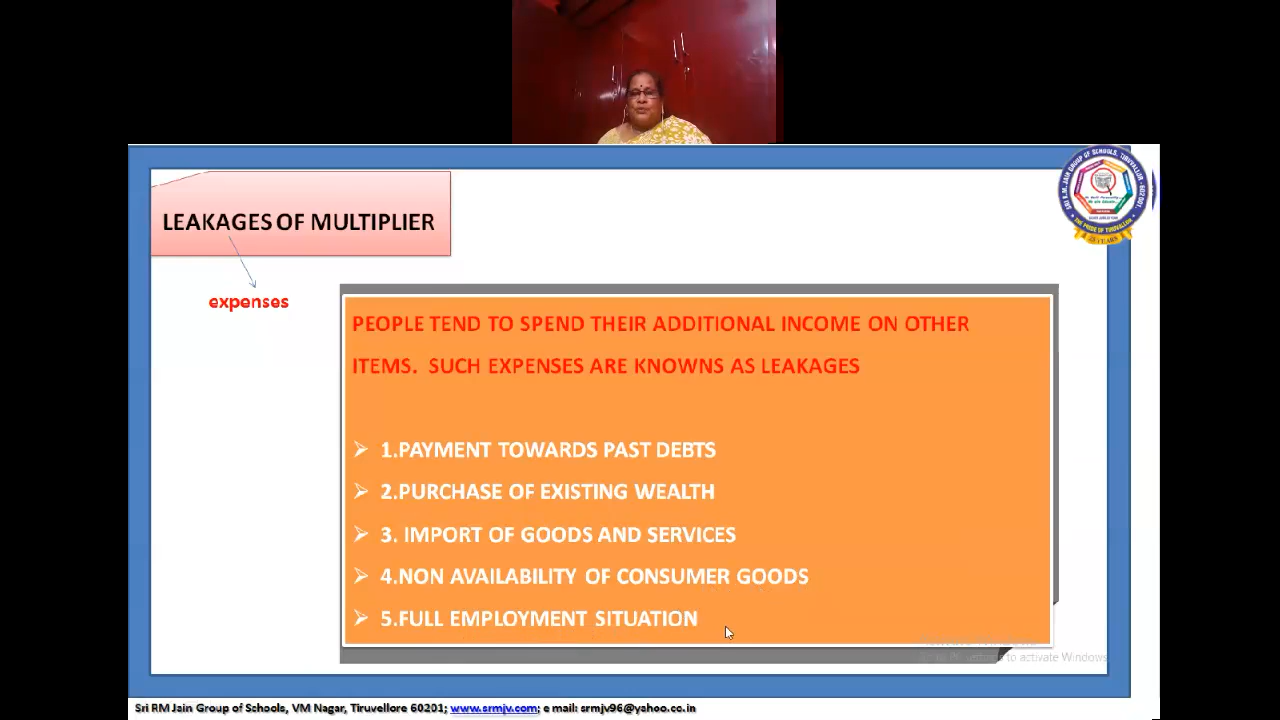 LEAKAGES OF MULTIPLIER
expenses
PEOPLE TEND TO SPEND THEIR ADDITIONAL INCOME ON OTHER
ITEMS. SUCH EXPENSES ARE KNOWNS AS LEAKAGES
➢ 1.PAYMENT TOWARDS PAST DEBTS
➢ 2.PURCHASE OF EXISTING WEALTH
➢ 3. IMPORT OF GOODS AND SERVICES
➢ 4.NON AVAILABILITY OF CONSUMER GOODS
➢ 5.FULL EMPLOYMENT SITUATION
to activate Windows
Sri RM Jain Group of Schools, VM Nagar, Tiruvellore 60201; www.srmjv.com; e mail: srmjv96@yahoo.co.in